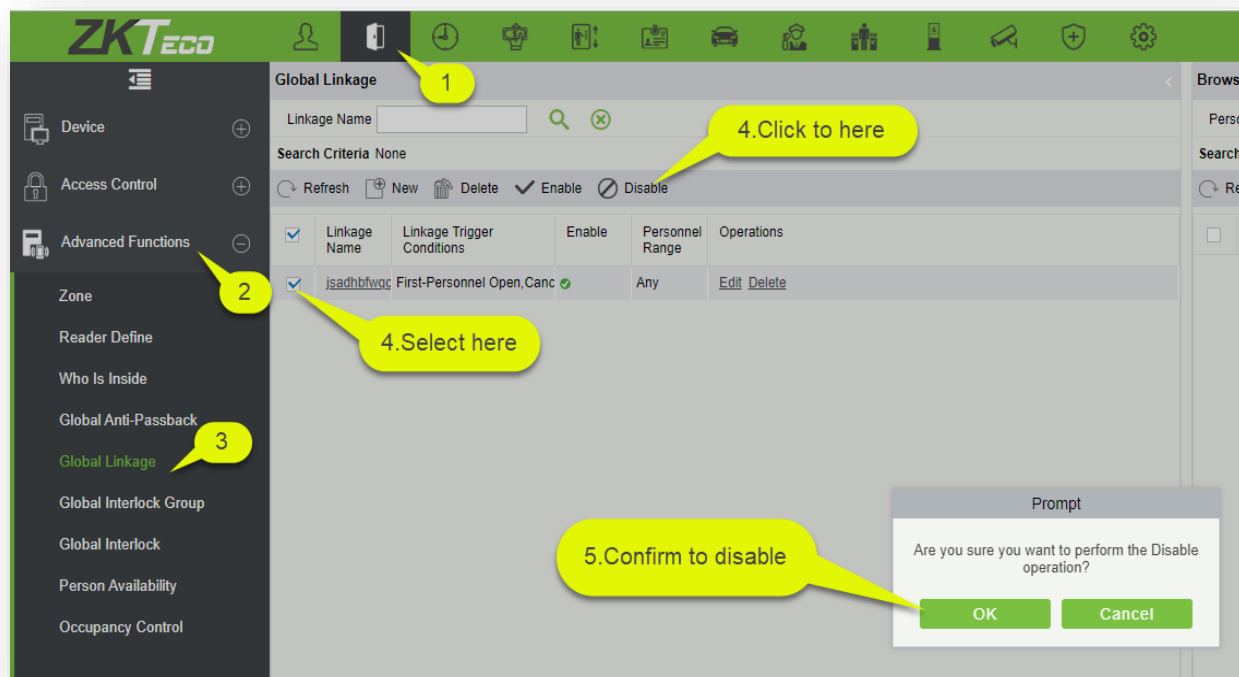 ZKTECO
1
Global Linkage
Brows
Device
Linkage Name
4.Click to here
Perso
Search Criteria None
Search
Access Control
Refresh New Delete Enable Disable
Re
Linkage Name
Linkage Trigger Conditions
Enable
Personnel Range
Operations
Advanced Functions
2
jsadhbfwqc First-Personnel Open,Canc Any Edit Delete
Zone
4.Select here
Reader Define
Who Is Inside
Global Anti-Passback
3
Global Linkage
Global Interlock Group
Global Interlock
Person Availability
Occupancy Control
5.Confirm to disable
Prompt
Are you sure you want to perform the Disable
operation?
OK Cancel